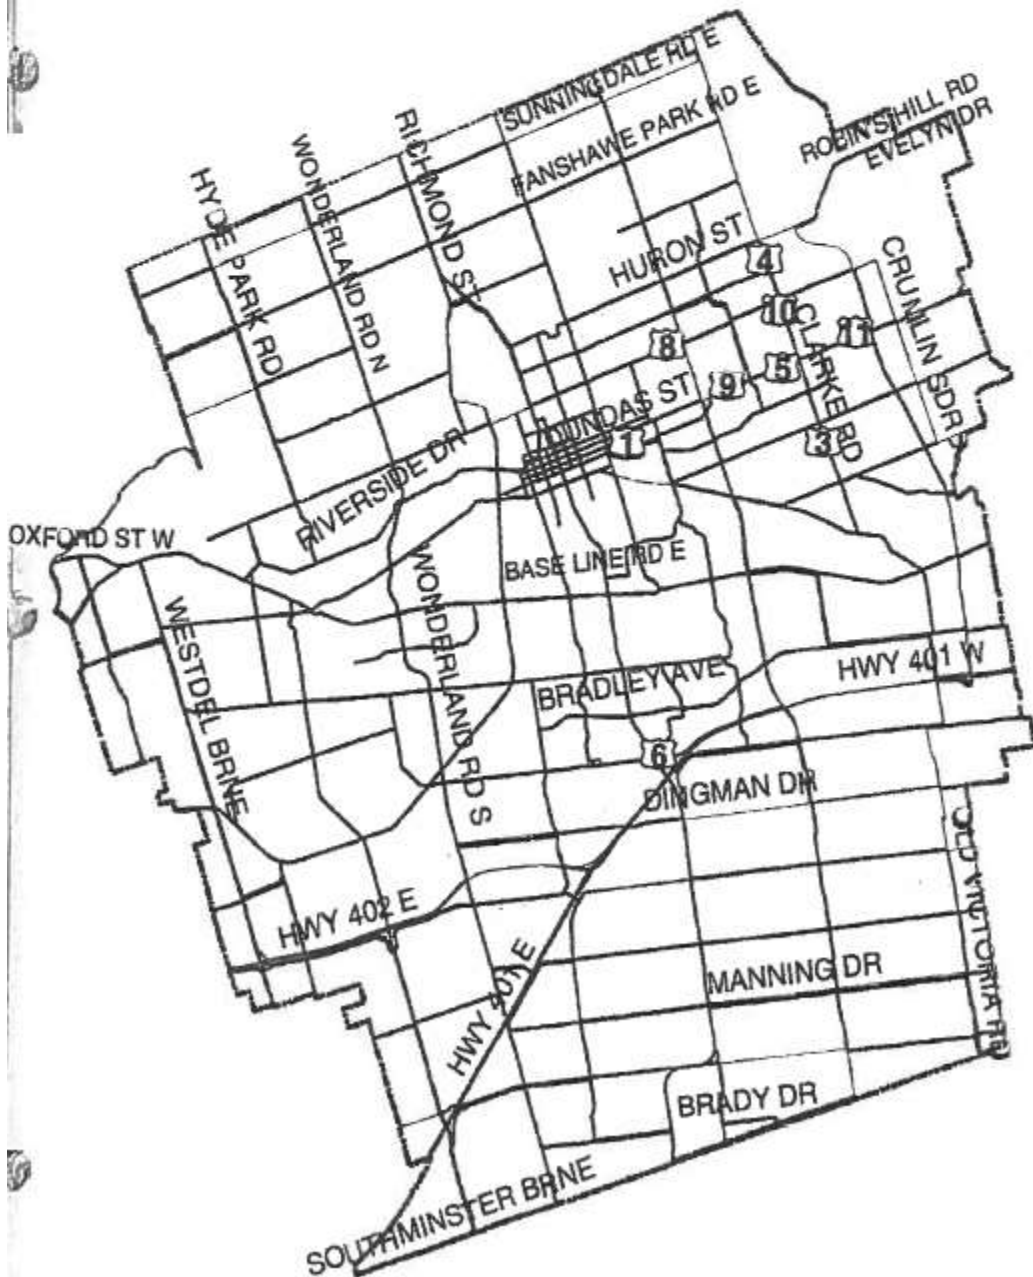 SUNNINGDALE RD E
FANSHAWE PARK RD E
ROBIN'S HILL RD
EVELYN DR
RICHMOND ST
WONDERLAND RD N
HYDE PARK RD
HURON ST
4
CRUMLIN SDR
10
CLARKE RD
11
8
5
9
DUNDAS ST
1
3
RIVERSIDE DR
OXFORD ST W
BASE LINE RD E
WESTDEL BRNE
WONDERLAND RD S
HWY 401 W
BRADLEY AVE
6
DINGMAN DR
OLD VICTORIA RD
HWY 402 E
HWY 401 E
MANNING DR
BRADY DR
SOUTHMINSTER BRNE